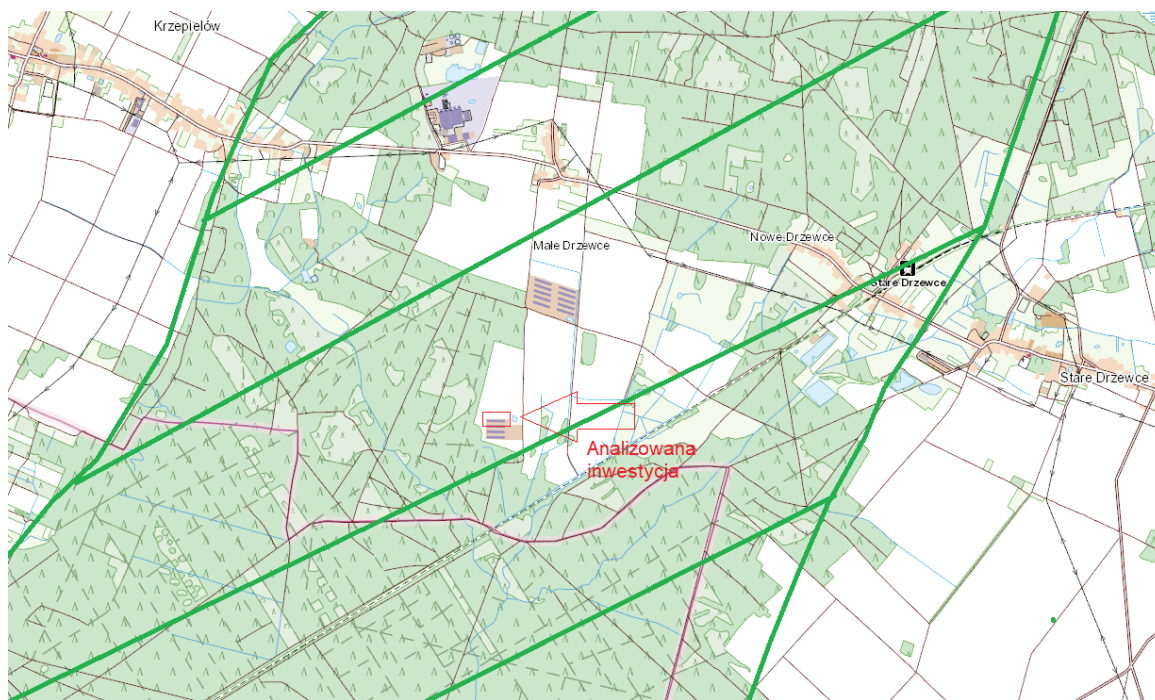 Krzepielów
Nowe Drzewce
Małe Drzewce
Stare Drzewce
Stare Drzewce
Analizowana
inwestycja